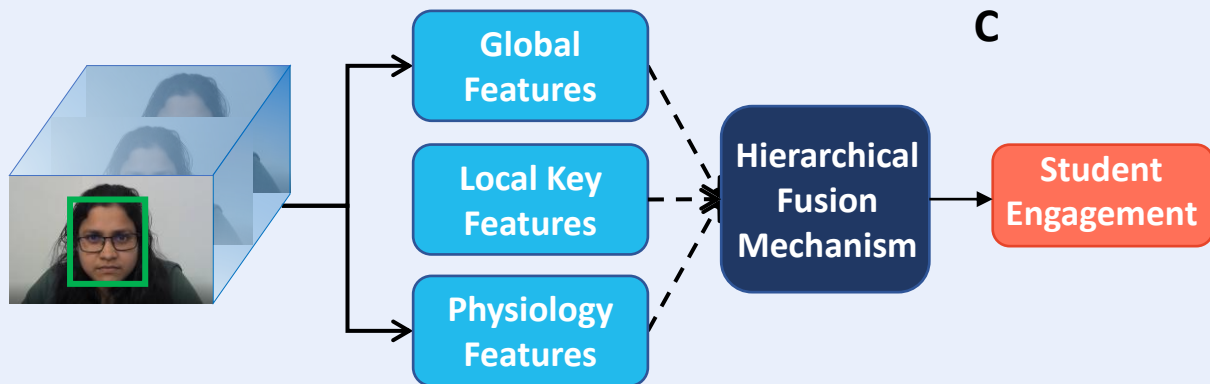 C
Global
Features
Local Key
Features
Physiology
Features
Hierarchical
Fusion
Mechanism
Student
Engagement